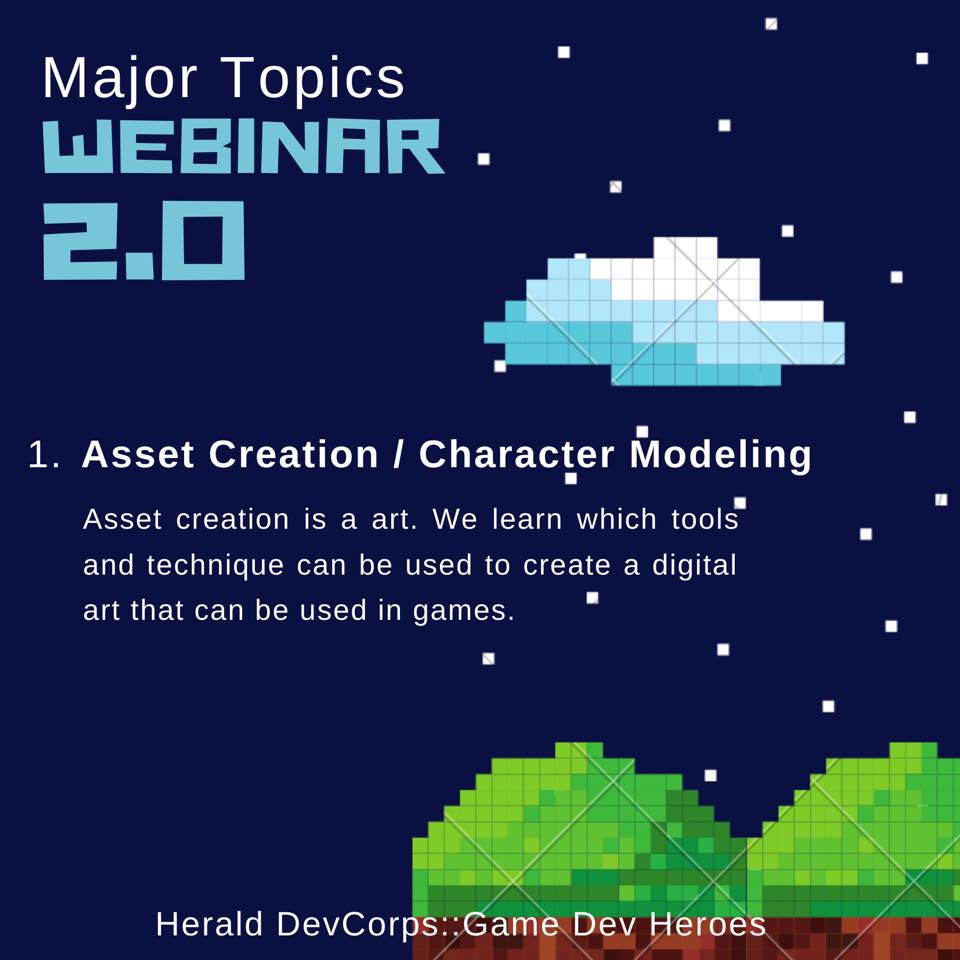 Major Topics
WEBINAR
2.0
1. Asset Creation / Character Modeling
Asset creation is a art. We learn which tools
and technique can be used to create a digital
art that can be used in games.
Herald DevCorps::Game Dev Heroes